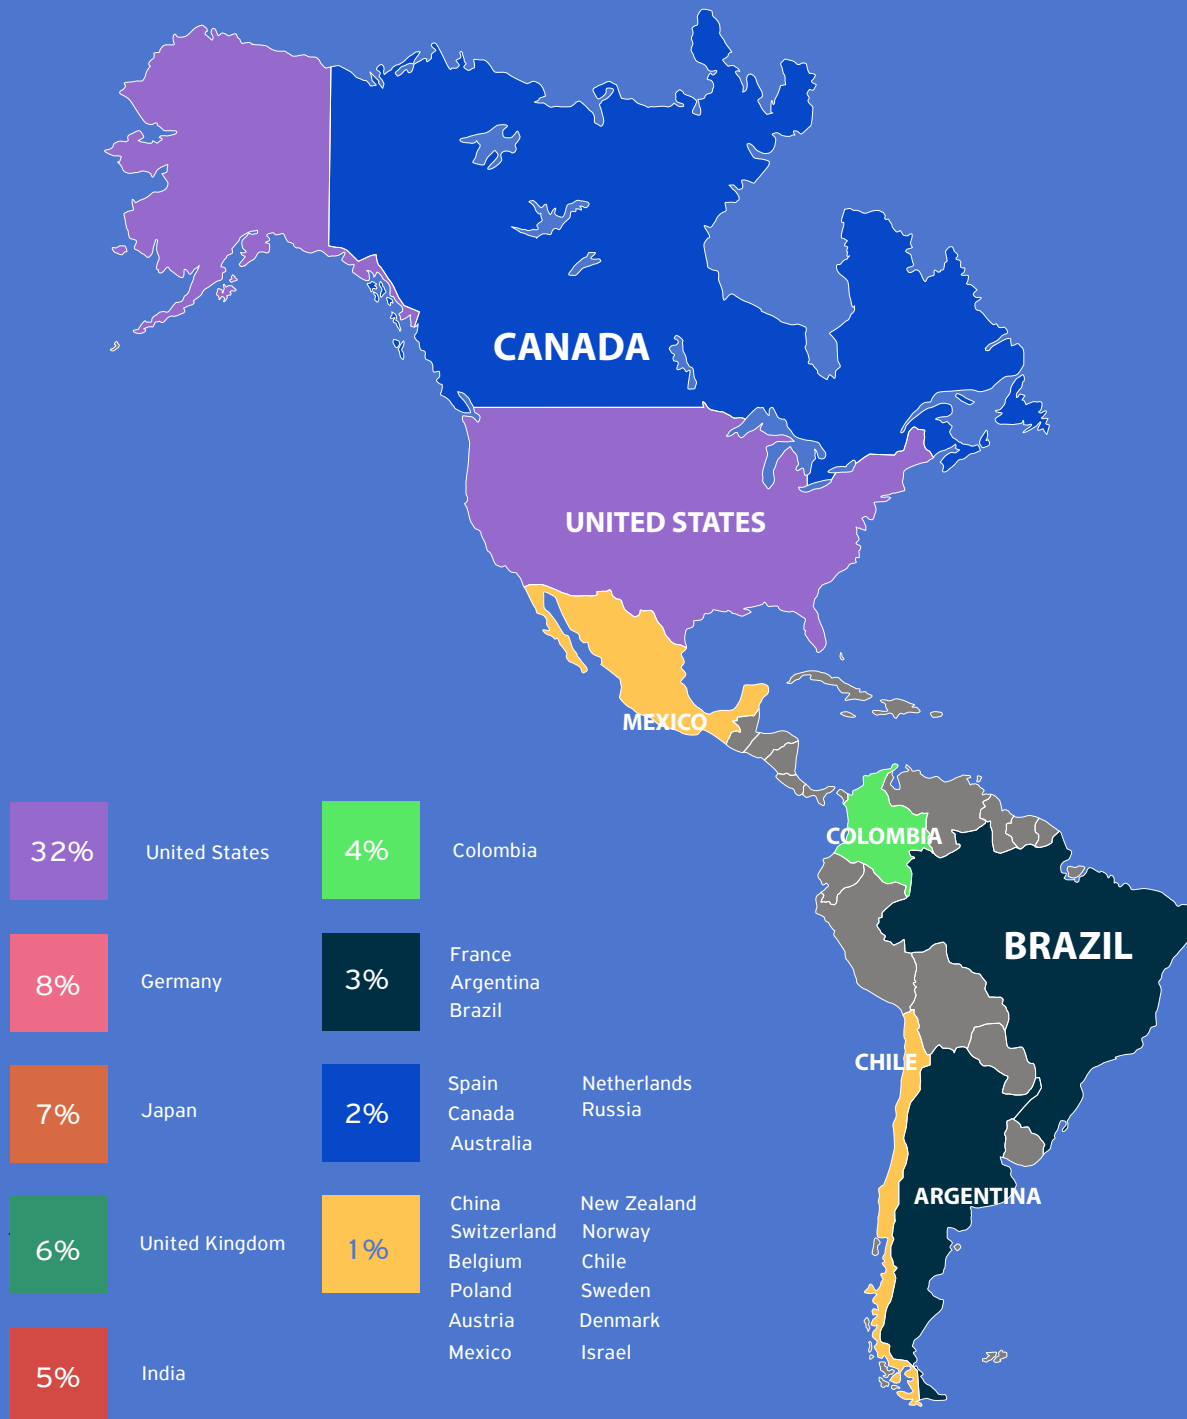 CANADA
UNITED STATES
MEXICO
COLOMBIA
BRAZIL
CHILE
ARGENTINA
32% United States
8% Germany
7% Japan
6% United Kingdom
5% India
4% Colombia
3%
France
Argentina
Brazil
2%
Spain
Canada
Australia
Netherlands
Russia
1%
China
Switzerland
Belgium
Poland
Austria
Mexico
New Zealand
Norway
Chile
Sweden
Denmark
Israel